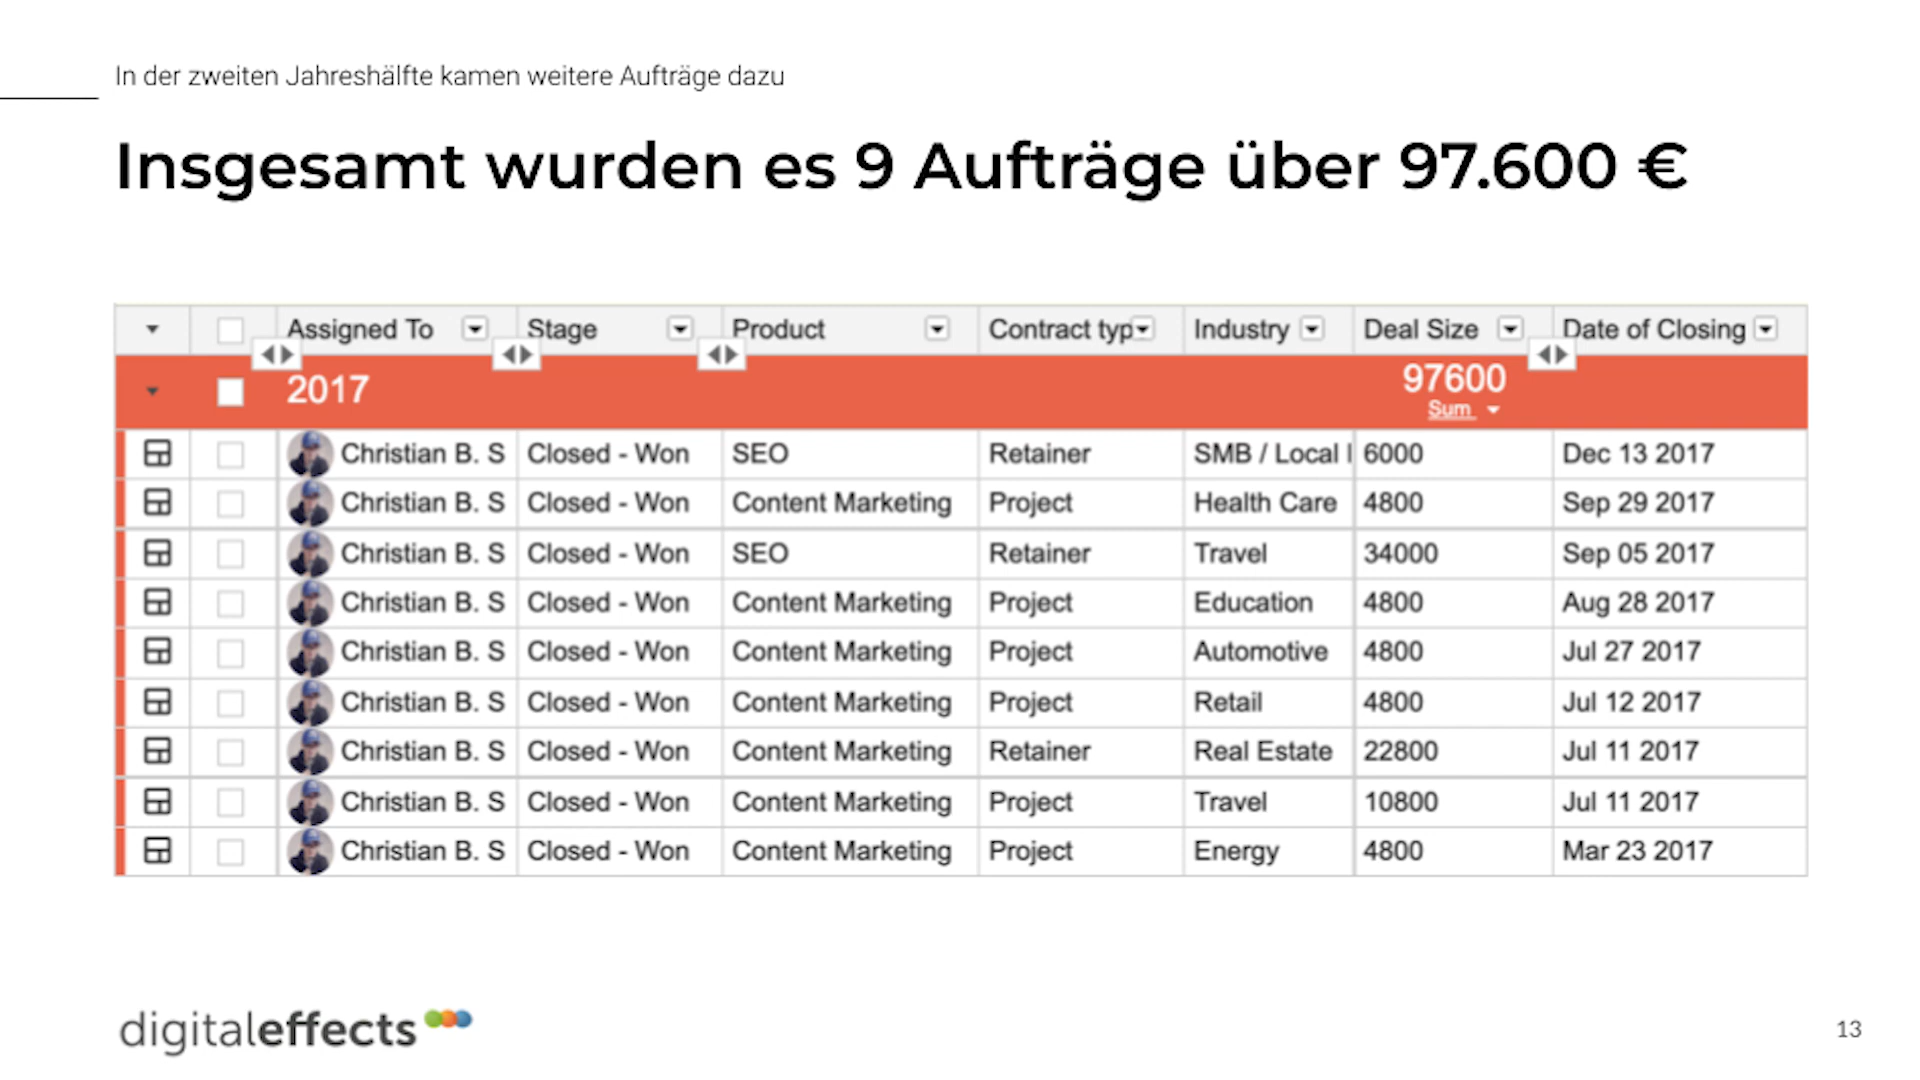 In der zweiten Jahreshälfte kamen weitere Aufträge dazu
Insgesamt wurden es 9 Aufträge über 97.600 €
Assigned To Stage Product Contract typ Industry Deal Size Date of Closing
2017 97600
Sum
Christian B. S Closed - Won SEO Retainer SMB / Local 6000 Dec 13 2017
Christian B. S Closed - Won Content Marketing Project Health Care 4800 Sep 29 2017
Christian B. S Closed - Won SEO Retainer Travel 34000 Sep 05 2017
Christian B. S Closed - Won Content Marketing Project Education 4800 Aug 28 2017
Christian B. S Closed - Won Content Marketing Project Automotive 4800 Jul 27 2017
Christian B. S Closed - Won Content Marketing Project Retail 4800 Jul 12 2017
Christian B. S Closed - Won Content Marketing Retainer Real Estate 22800 Jul 11 2017
Christian B. S Closed - Won Content Marketing Project Travel 10800 Jul 11 2017
Christian B. S Closed - Won Content Marketing Project Energy 4800 Mar 23 2017
digitaleffects
13